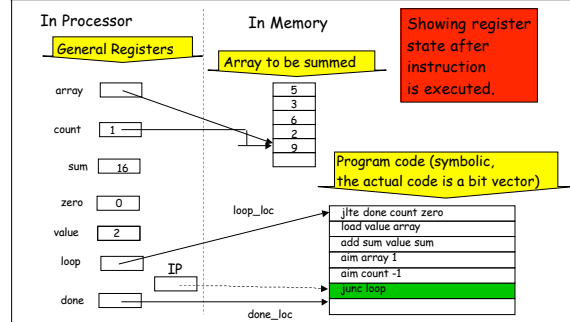 In Processor
In Memory
Showing register
state after
instruction
is executed.
General Registers
Array to be summed
array
count
1
sum
16
zero
0
value
2
loop
IP
done
5
3
6
2
9
Program code (symbolic,
the actual code is a bit vector)
loop_loc
jlte done count zero
load value array
add sum value sum
aim array 1
aim count -1
junc loop
done_loc